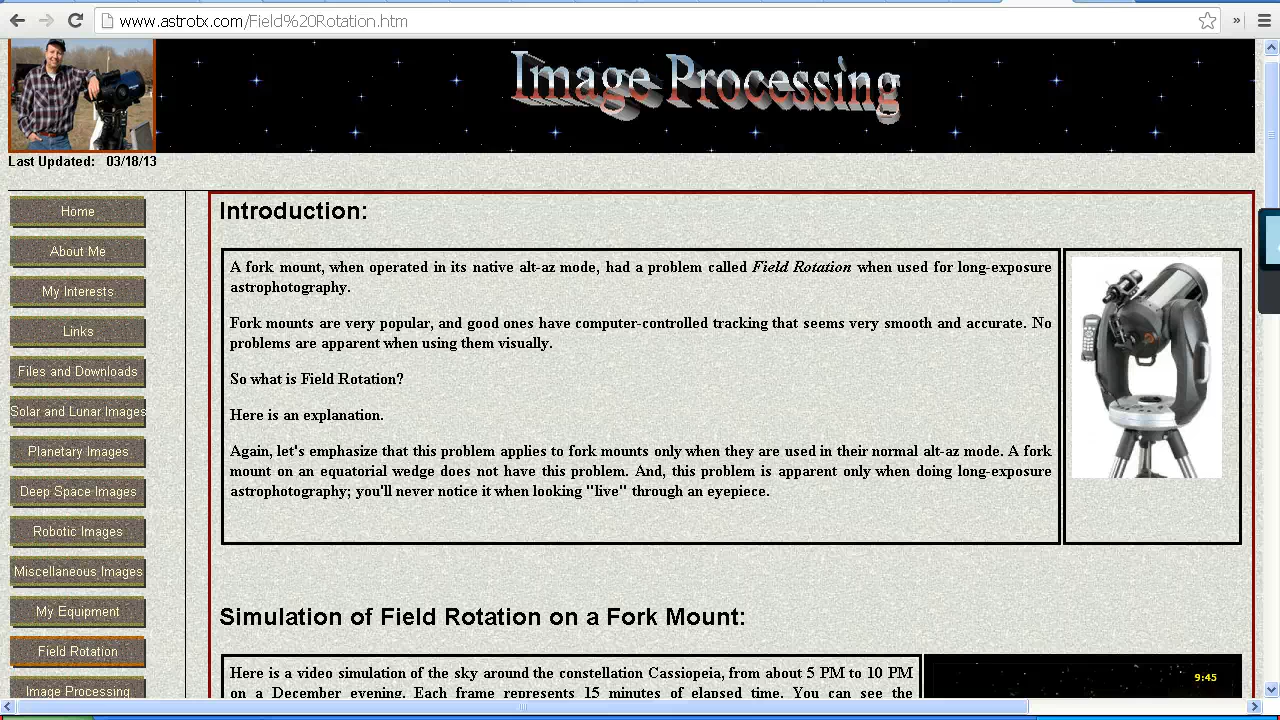 www.astrotx.com/Field%20Rotation.htm
»
Image Processing
Last Updated: 03/18/13
Home
About Me
My Interests
Links
Files and Downloads
Solar and Lunar Images
Planetary Images
Deep Space Images
Robotic Images
Miscellaneous Images
My Equipment
Field Rotation
Image Processing
Introduction:
A fork mount, when operated in its native alt-az mode, had a problem called Field Rotation when used for long-exposure
astrophotography.
Fork mounts are very popular, and good ones have computer-controlled tracking that seems very smooth and accurate. No
problems are apparent when using them visually.
So what is Field Rotation?
Here is an explanation.
Again, let's emphasize that this problem applies to fork mounts only when they are used in their normal alt-az mode. A fork
mount on an equatorial wedge does not have this problem. And, this problem is apparent only when doing long-exposure
astrophotography; you'll never notice it when looking "live" through an eyepiece.
Simulation of Field Rotation on a Fork Mount:
Here is a video simulation of the sky around the constellation Cassiopeia, from about 5 PM to 10 PM
on a December evening. Each frame represents 15 minutes of elapsed time. You can see the
9:45